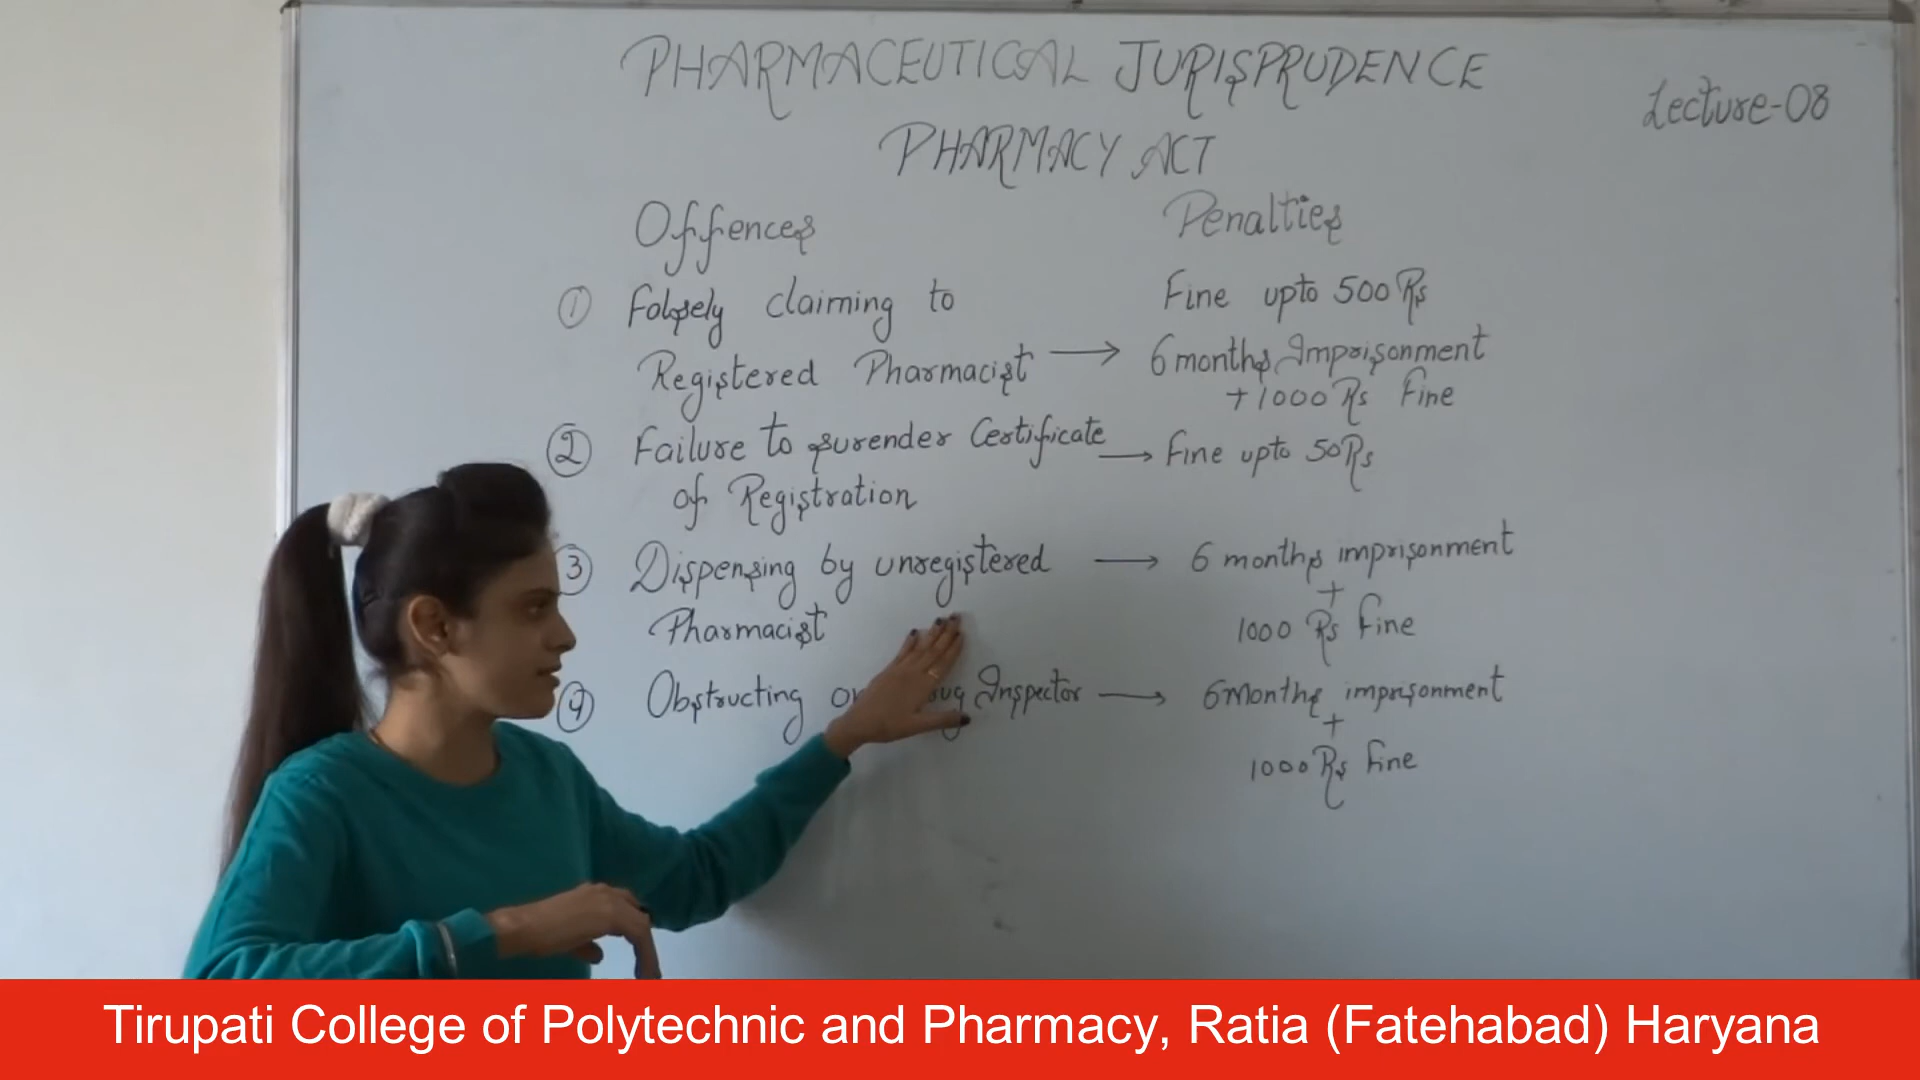 PHARMACEUTICAL JURISPRUDENCE
Lecture-08
PHARMACY ACT
Offences Penalties
① Folsely claiming to Fine upto 500 Rs
Registered Pharmacist → 6 months Imprisonment
+1000 Rs Fine
② Failure to surender Certificate → Fine upto 50Rs
of Registration
③ Dispensing by unregistered → 6 months imprisonment
Pharmacist +
1000 Rs Fine
④ Obstructing Inspector → 6 months imprisonment
+
1000 Rs Fine
Tirupati College of Polytechnic and Pharmacy, Ratia (Fatehabad) Haryana